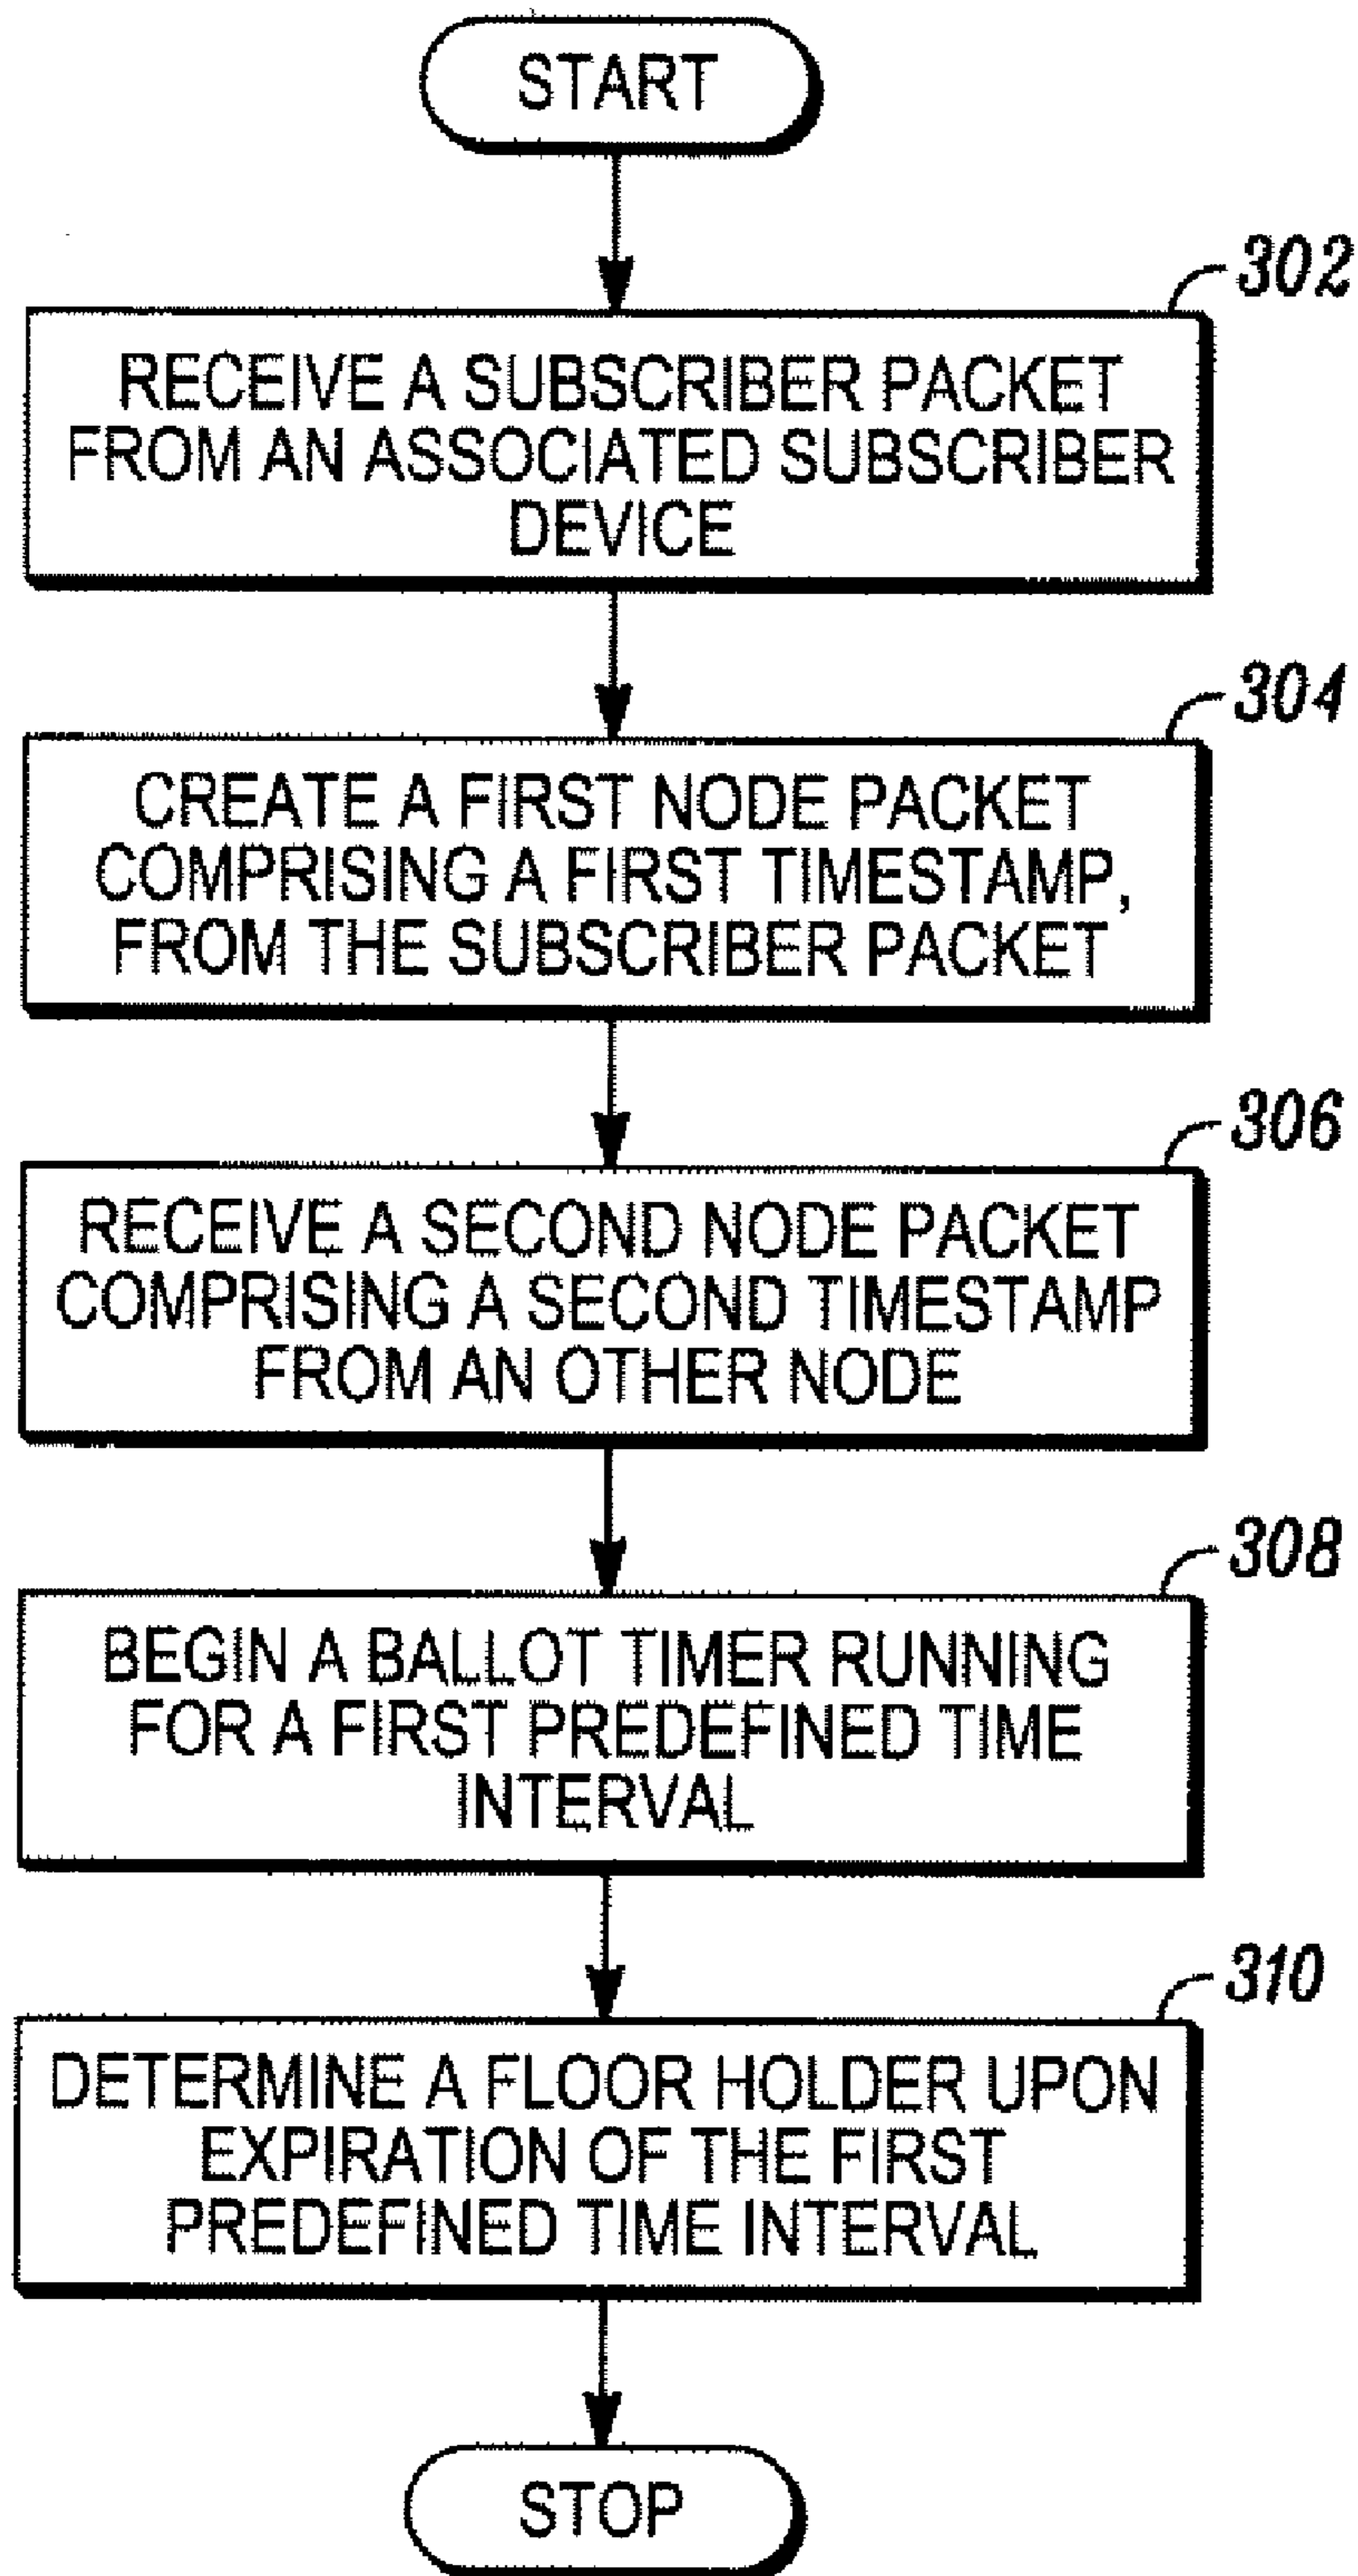 START
302
RECEIVE A SUBSCRIBER PACKET
FROM AN ASSOCIATED SUBSCRIBER
DEVICE
304
CREATE A FIRST NODE PACKET
COMPRISING A FIRST TIMESTAMP,
FROM THE SUBSCRIBER PACKET
306
RECEIVE A SECOND NODE PACKET
COMPRISING A SECOND TIMESTAMP
FROM AN OTHER NODE
308
BEGIN A BALLOT TIMER RUNNING
FOR A FIRST PREDEFINED TIME
INTERVAL
310
DETERMINE A FLOOR HOLDER UPON
EXPIRATION OF THE FIRST
PREDEFINED TIME INTERVAL
STOP